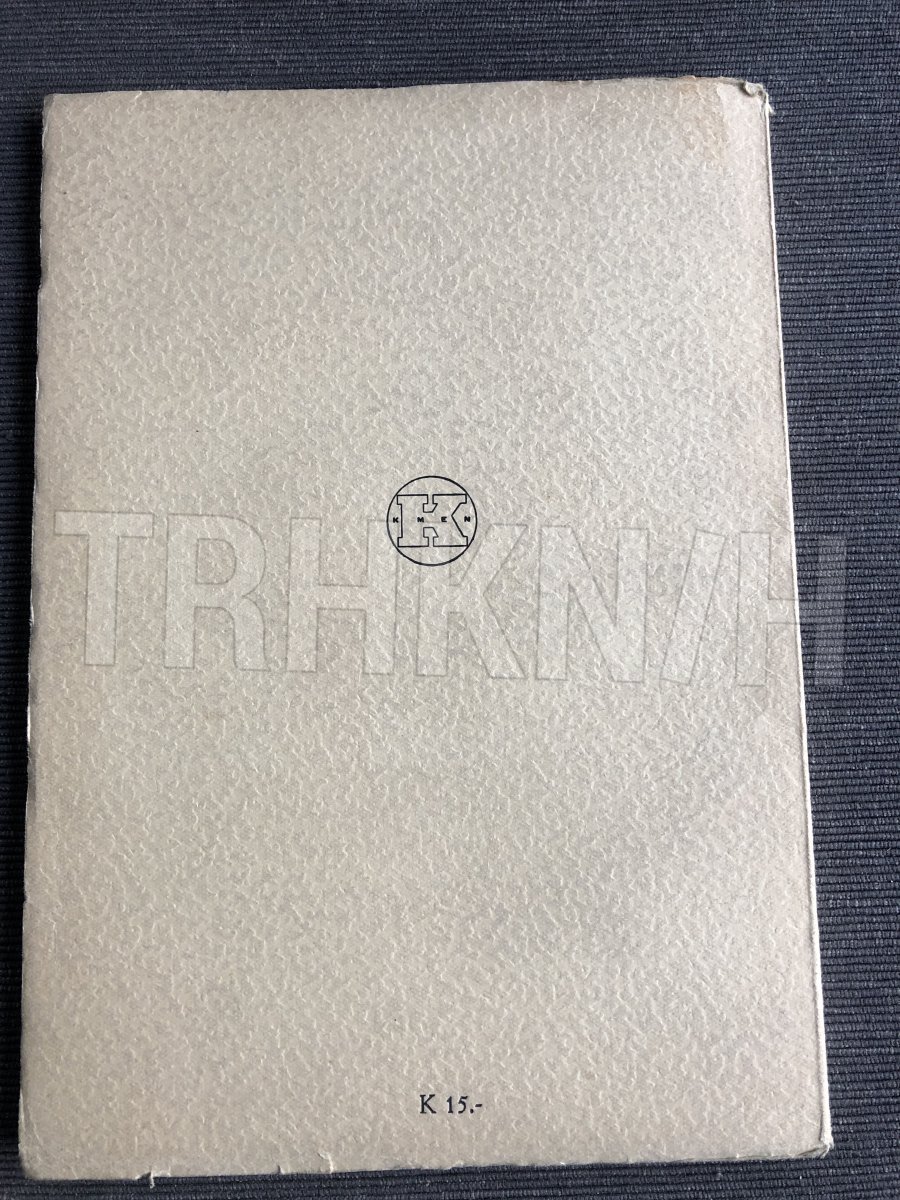 K
KMEN
TRHKNIH
K 15.-